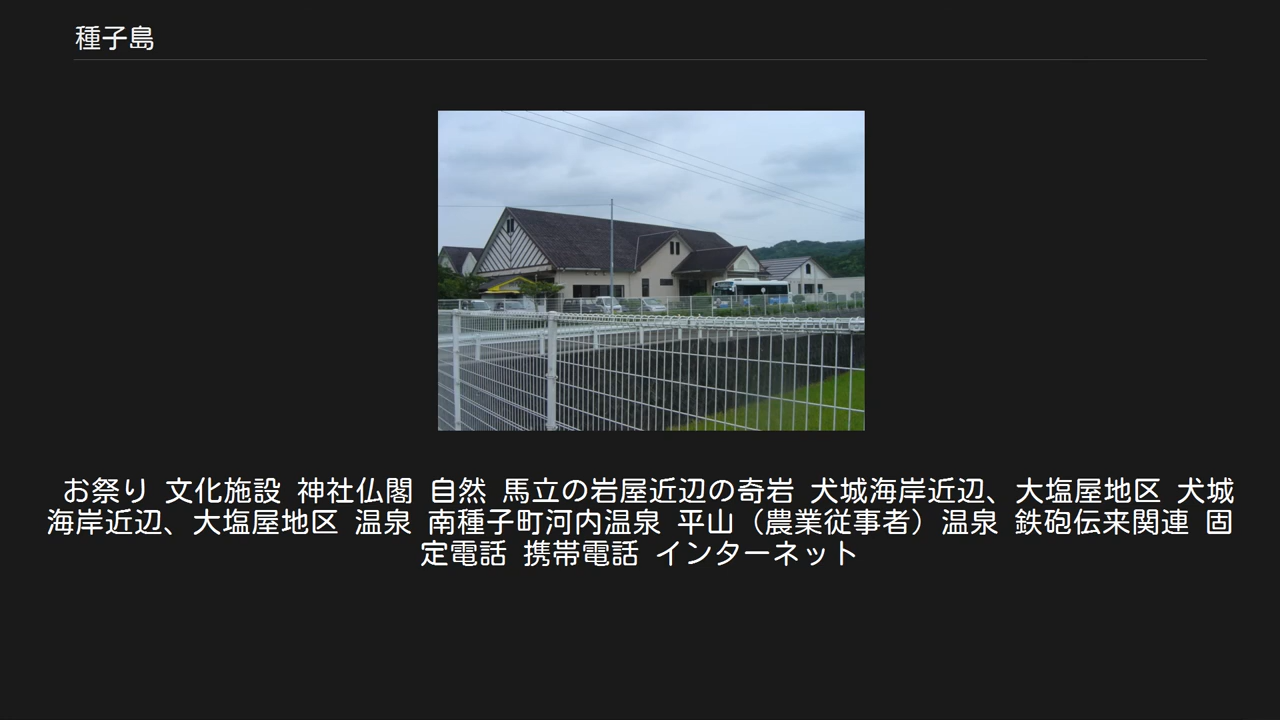 種子島
お祭り 文化施設 神社仏閣 自然 馬立の岩屋近辺の奇岩 犬城海岸近辺、大塩屋地区 犬城
海岸近辺、大塩屋地区 温泉 南種子町河内温泉 平山（農業従事者）温泉 鉄砲伝来関連 固
定電話 携帯電話 インターネット